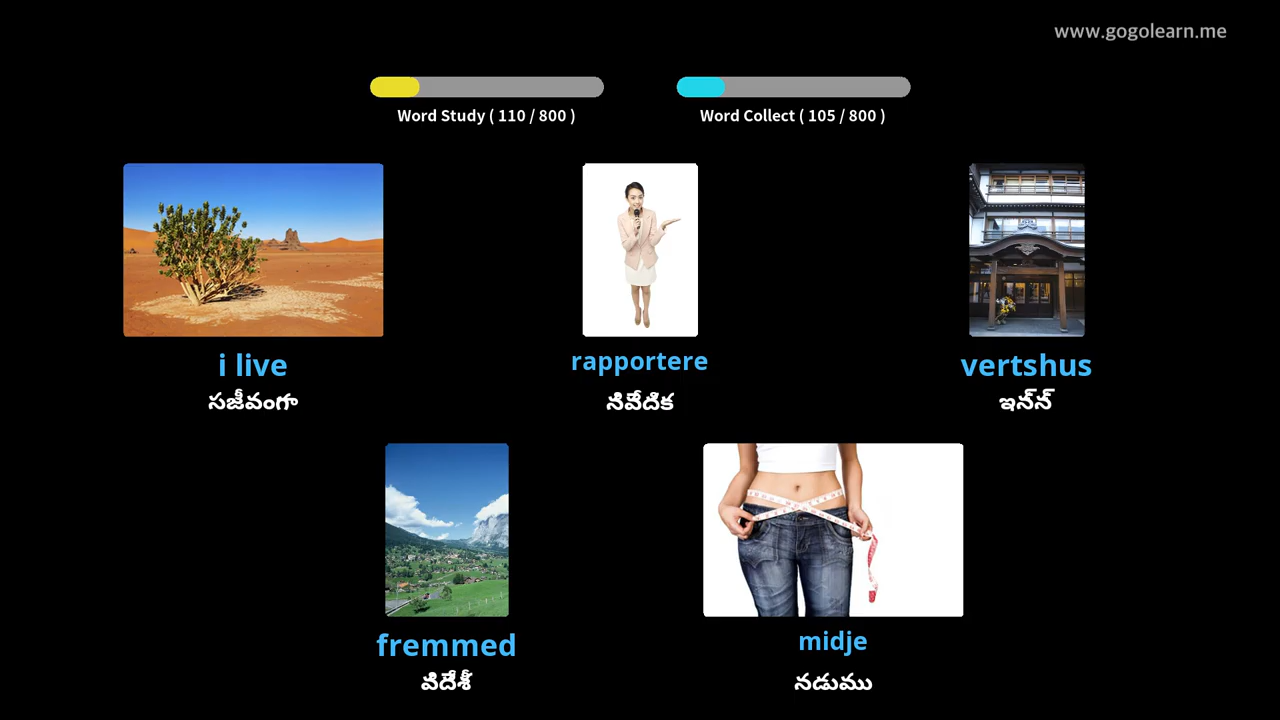 www.gogolearn.me
Word Study ( 110 / 800 )
Word Collect ( 105 / 800 )
i live
సజీవంగా
rapportere
నివేదిక
vertshus
ఇన్న్
fremmed
విదేశీ
midje
నడుము